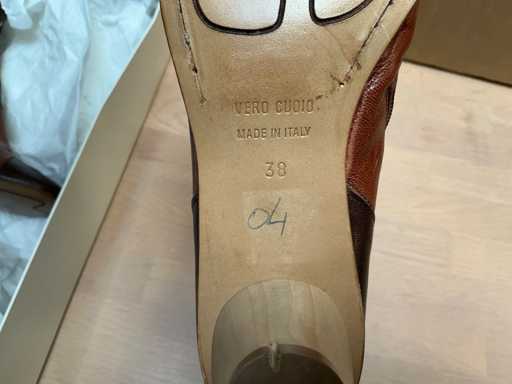 VERO CUOIO
MADE IN ITALY
38
04